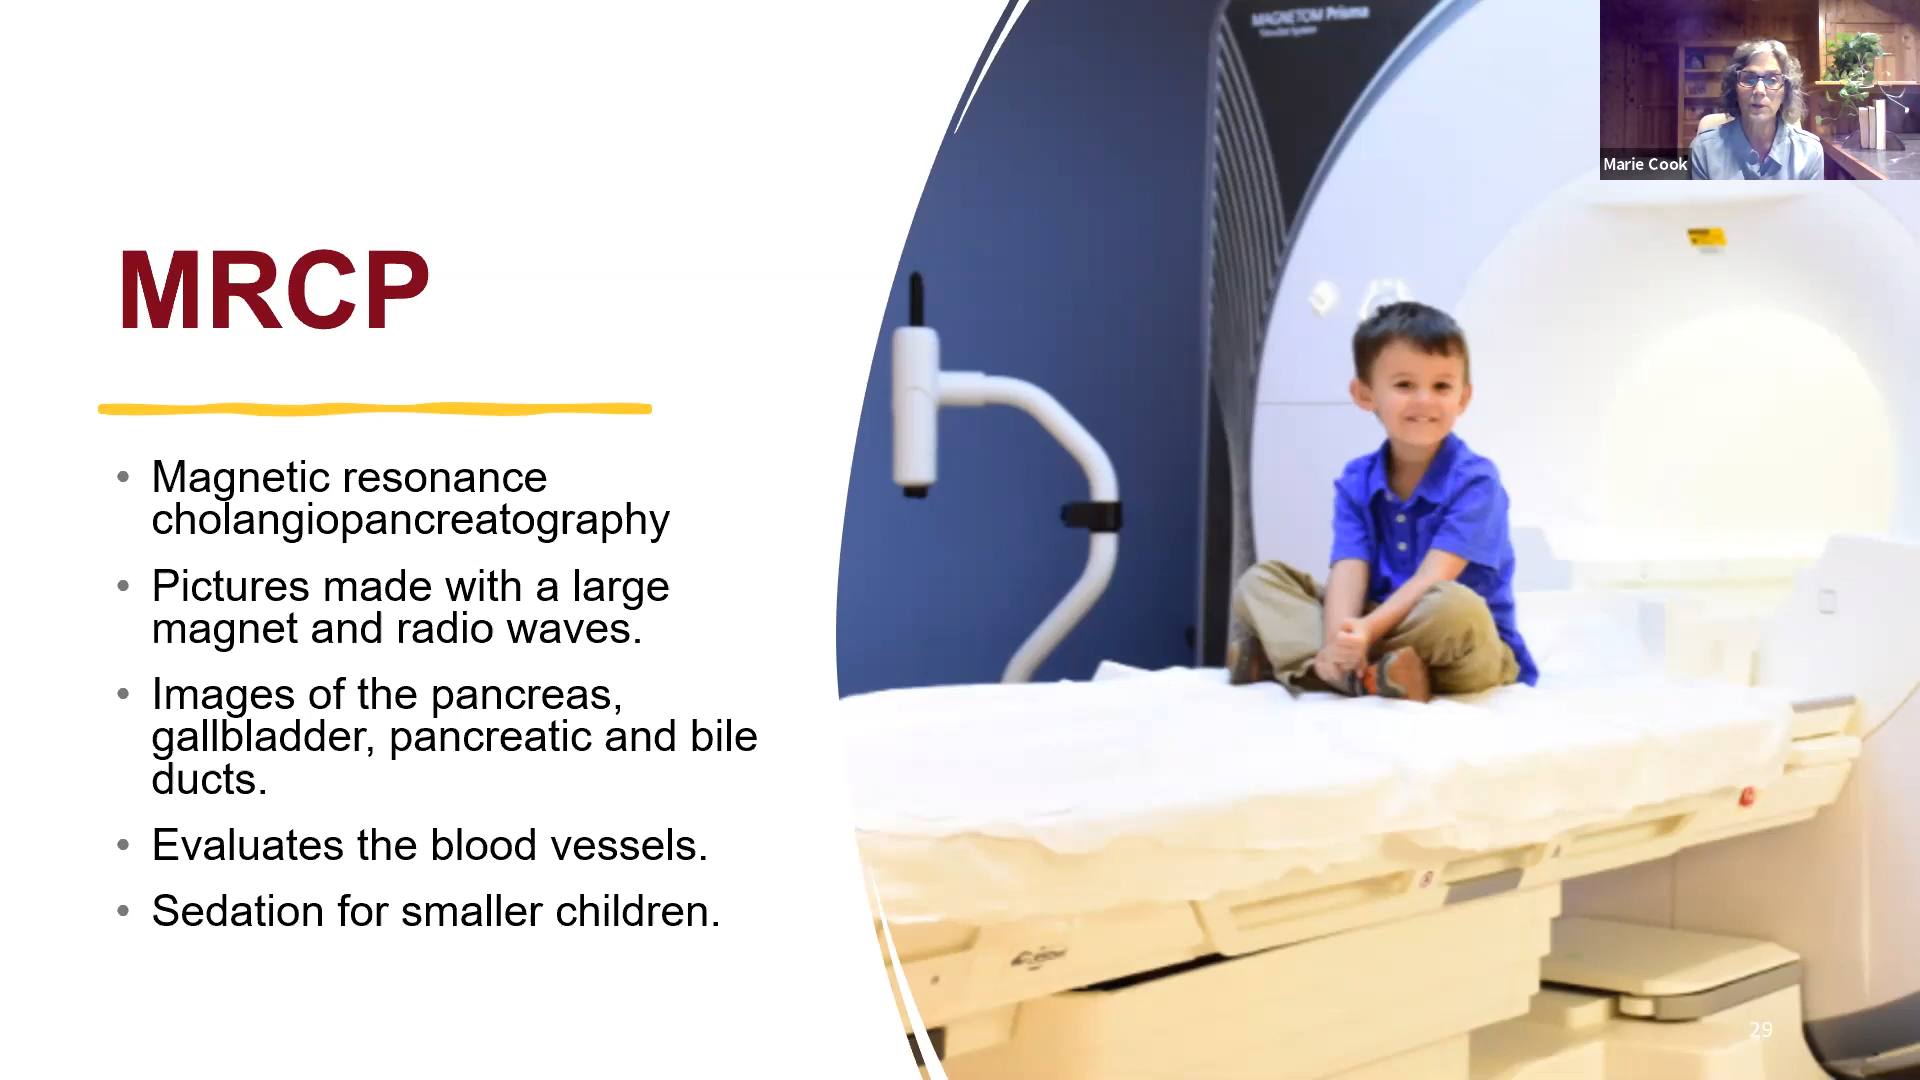 MAGNETOM Prisma
Marie Cook
MRCP
• Magnetic resonance
cholangiopancreatography
• Pictures made with a large
magnet and radio waves.
• Images of the pancreas,
gallbladder, pancreatic and bile
ducts.
• Evaluates the blood vessels.
• Sedation for smaller children.
29